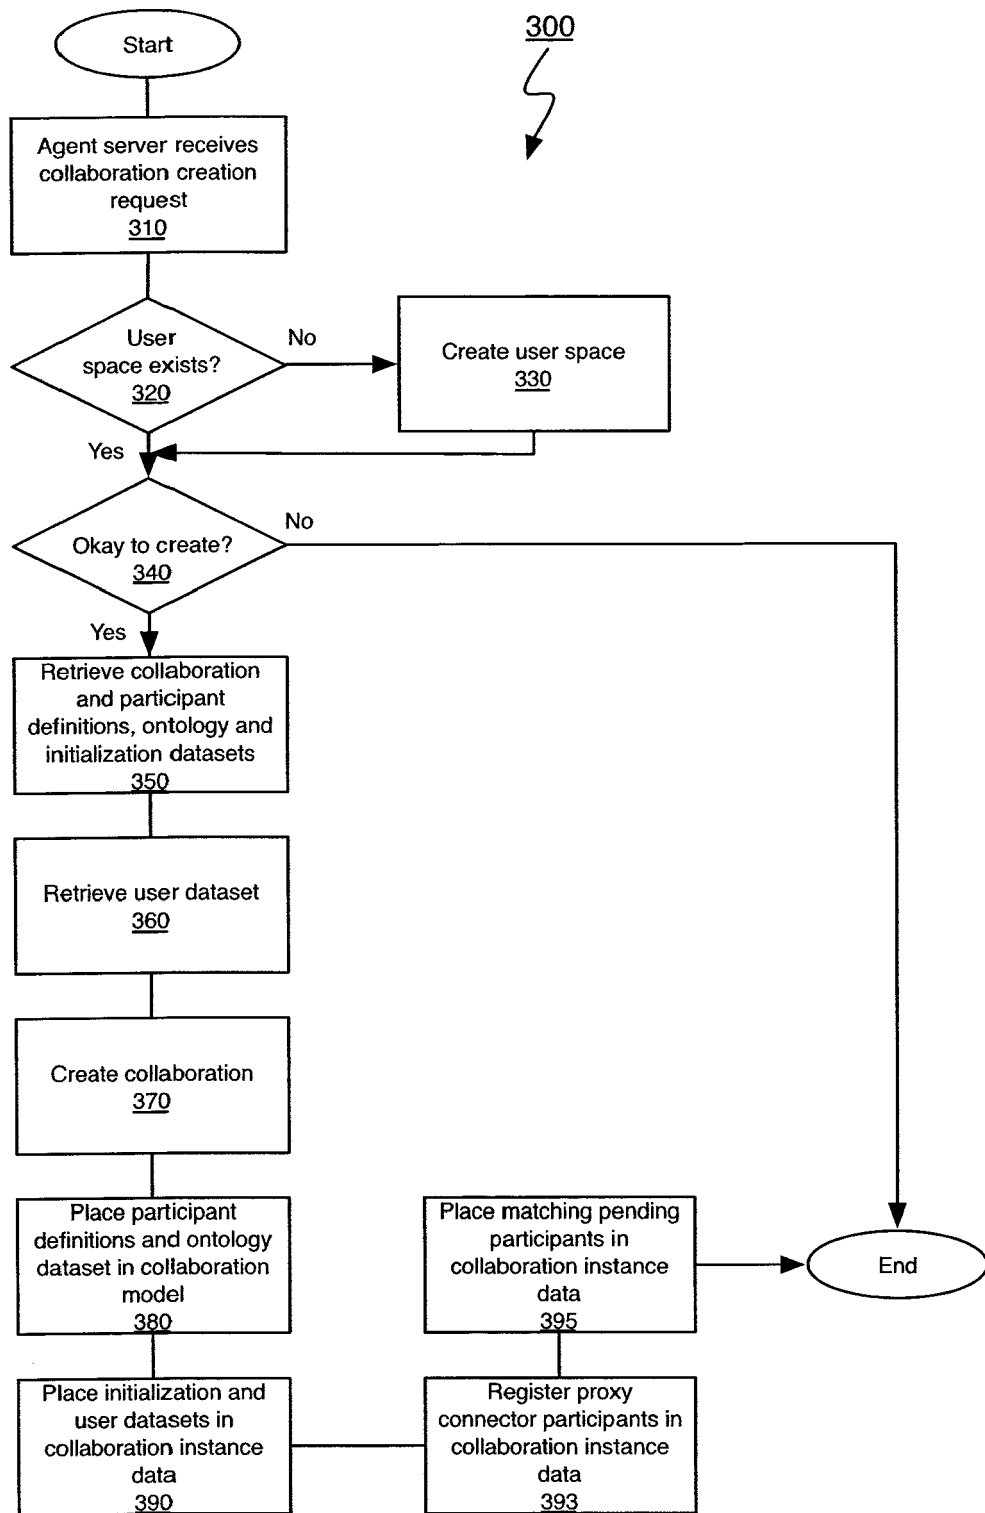 300
Start
Agent server receives
collaboration creation
request
310
User
space exists?
320
No
Create user space
330
Yes
Okay to create?
340
No
Yes
Retrieve collaboration
and participant
definitions, ontology and
initialization datasets
350
Retrieve user dataset
360
Create collaboration
370
Place participant
definitions and ontology
dataset in collaboration
model
380
Place initialization and
user datasets in
collaboration instance
data
390
Register proxy
connector participants in
collaboration instance
data
393
Place matching pending
participants in
collaboration instance
data
395
End